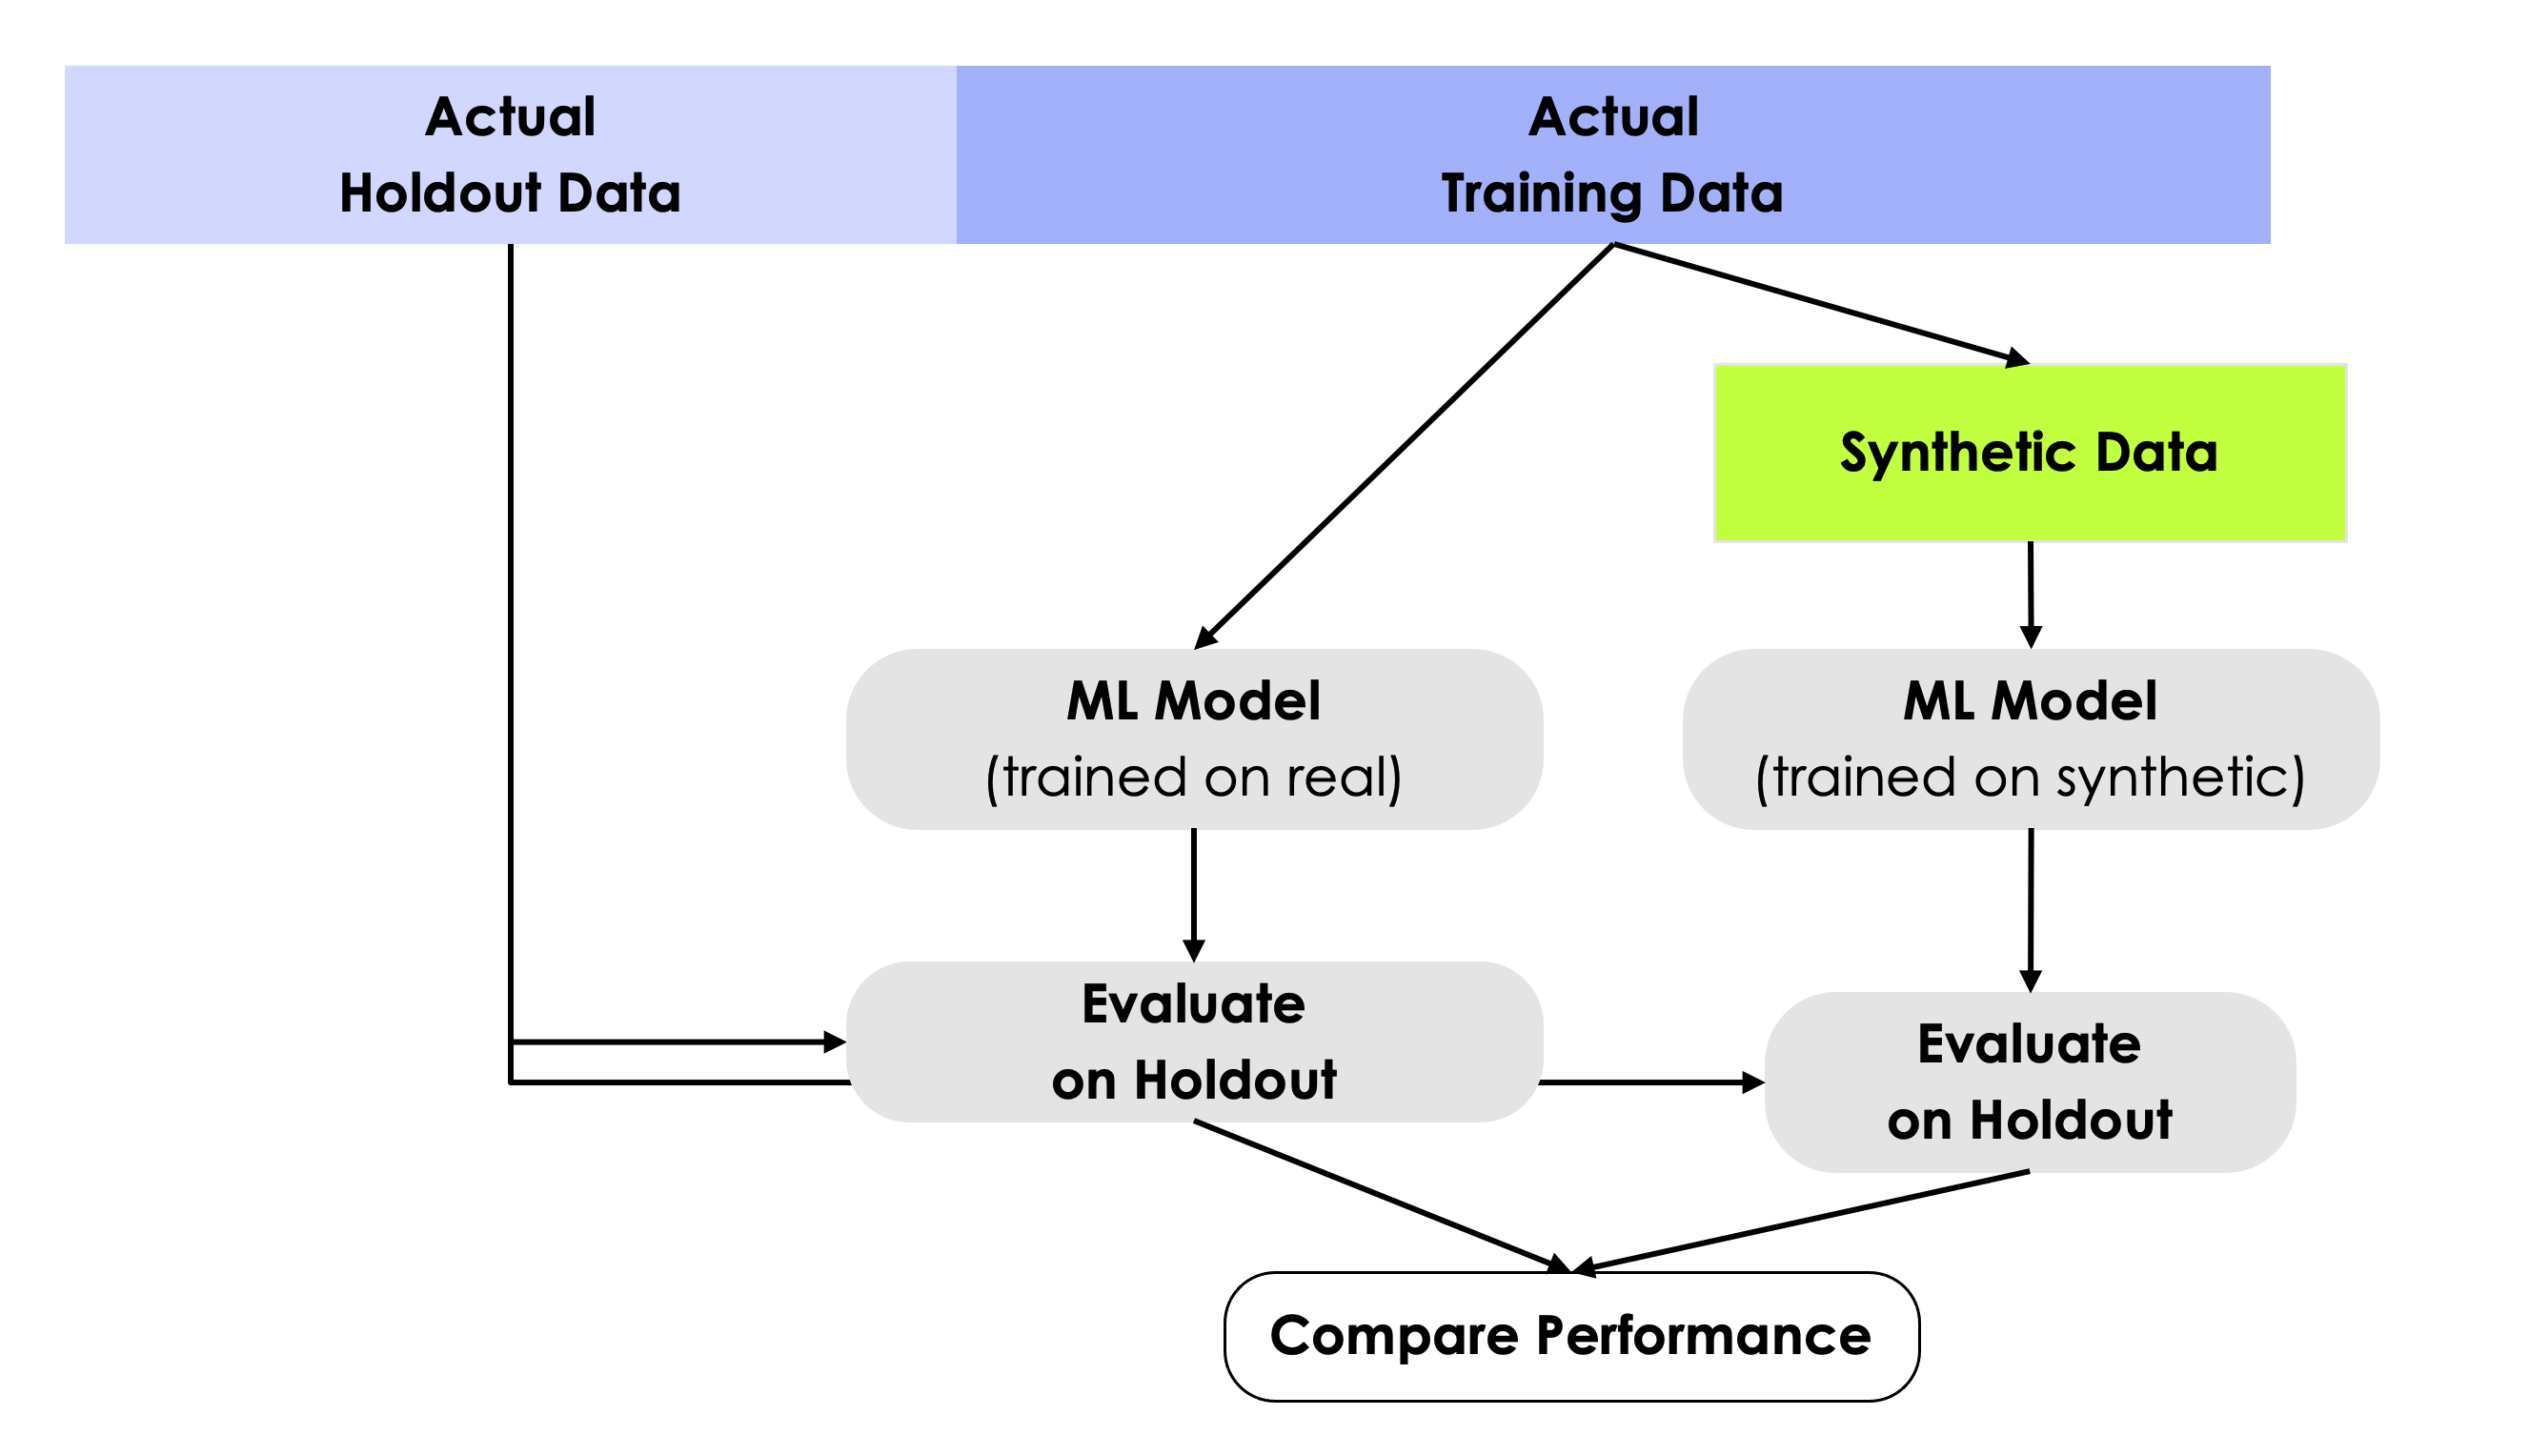 Actual
Holdout Data
Actual
Training Data
Synthetic Data
ML Model
(trained on real)
ML Model
(trained on synthetic)
Evaluate
on Holdout
Evaluate
on Holdout
Compare Performance